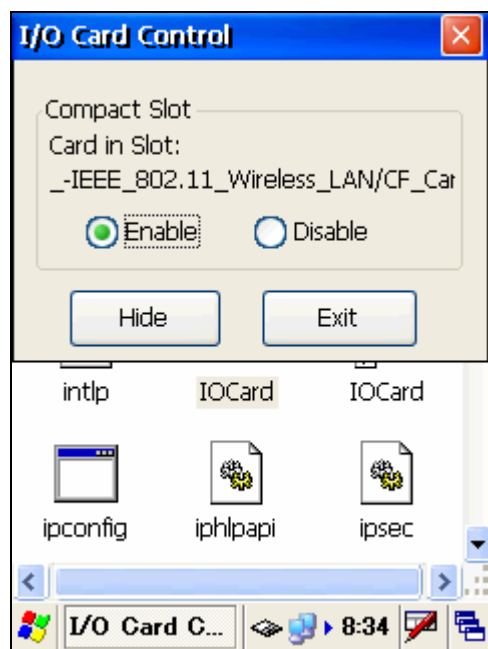 I/O Card Control
Compact Slot
Card in Slot:
_-IEEE_802.11_Wireless_LAN/CF_Car
Enable Disable
Hide Exit
intlp IOCard IOCard
ipconfig iphlpapi ipsec
I/O Card C... 8:34